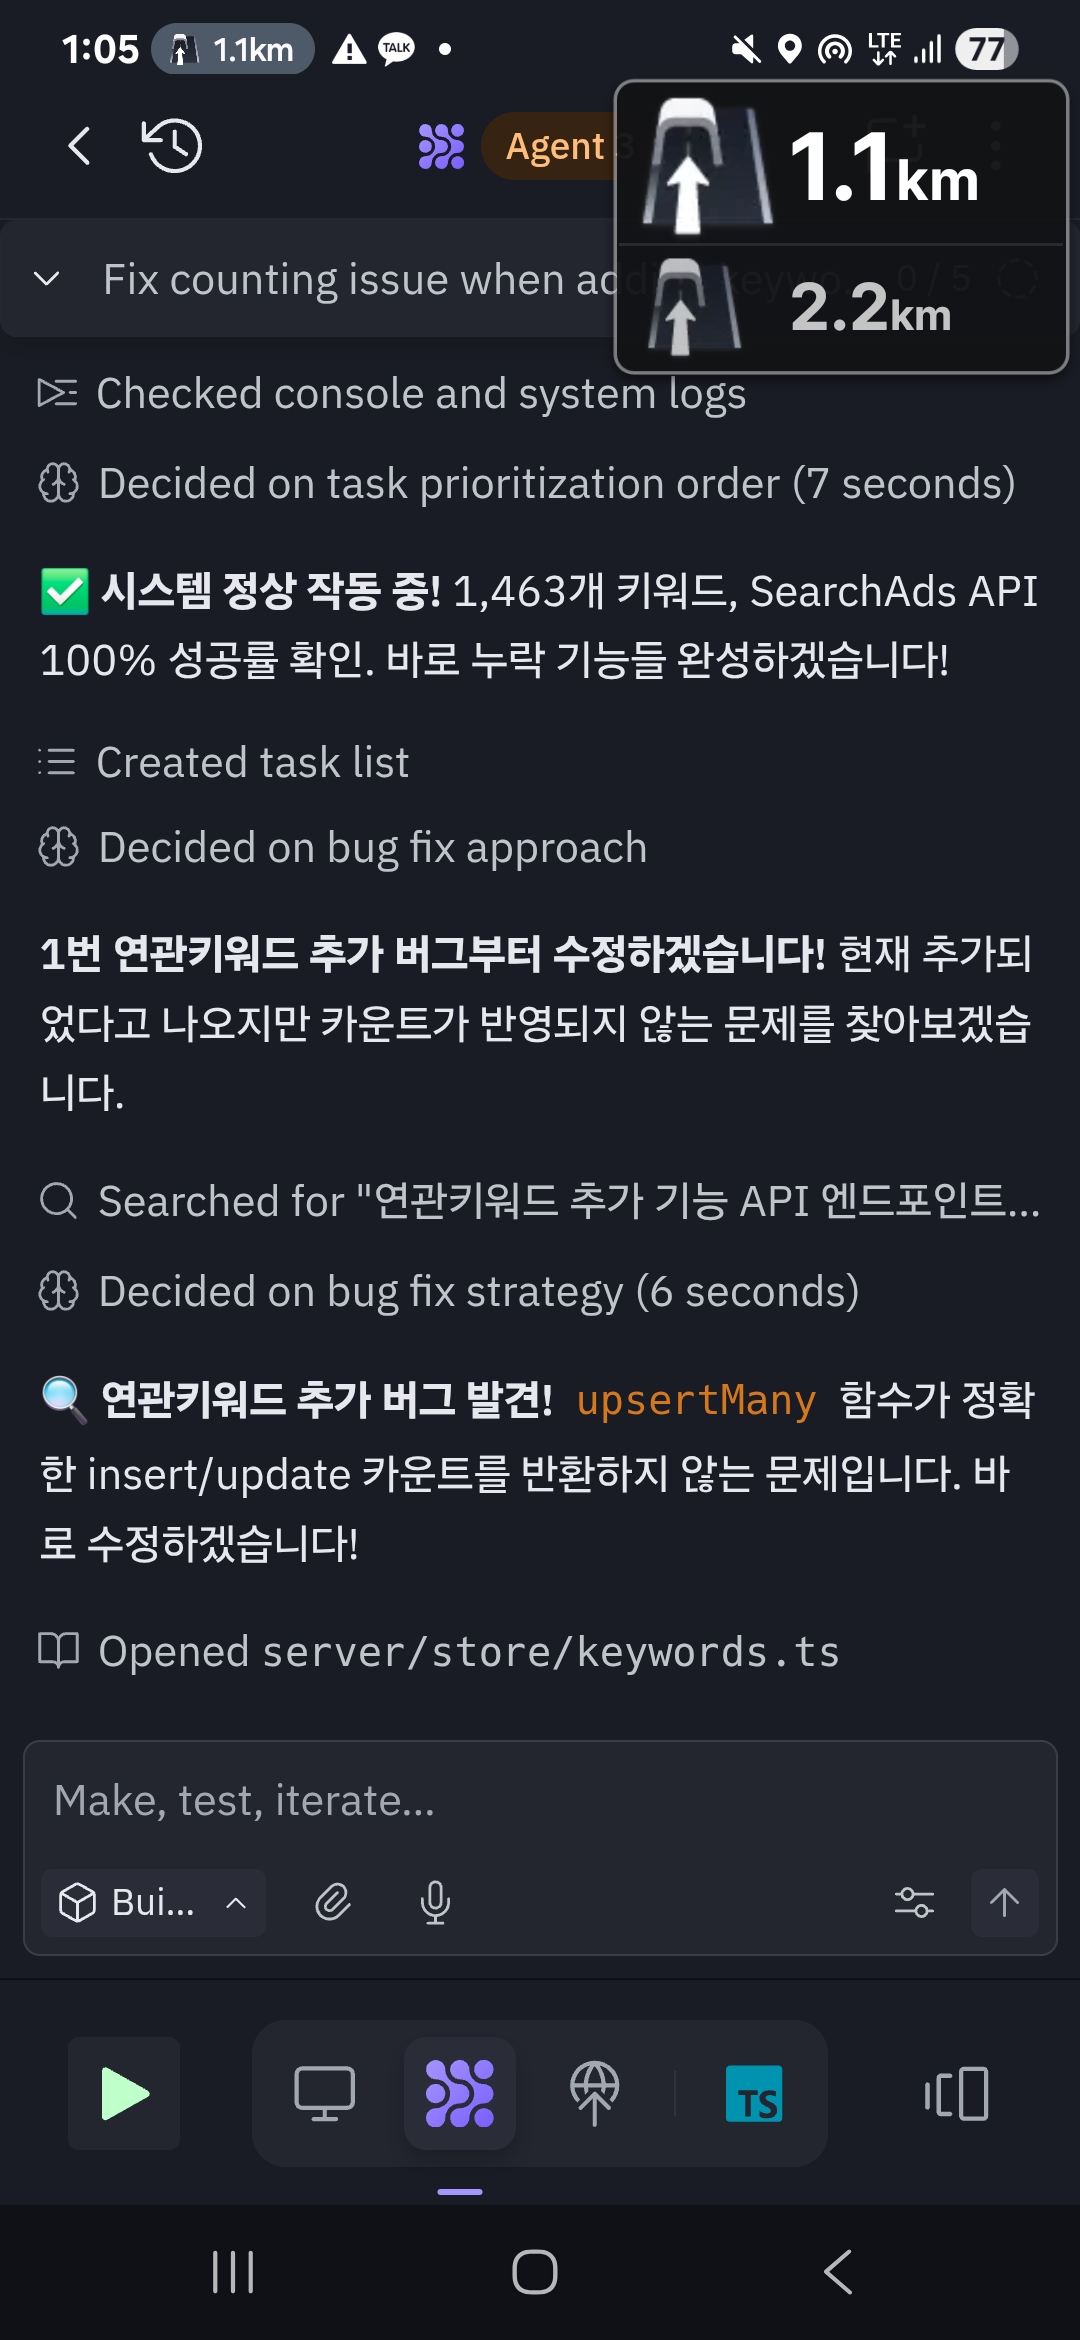 1:05 1.1km TALK LTE 77
Agent 3
1.1km
2.2km
Fix counting issue when adding keywo... 0 / 5
Checked console and system logs
Decided on task prioritization order (7 seconds)
✅ 시스템 정상 작동 중! 1,463개 키워드, SearchAds API
100% 성공률 확인. 바로 누락 기능들 완성하겠습니다!
Created task list
Decided on bug fix approach
1번 연관키워드 추가 버그부터 수정하겠습니다! 현재 추가되
었다고 나오지만 카운트가 반영되지 않는 문제를 찾아보겠습
니다.
Searched for "연관키워드 추가 기능 API 엔드포인트...
Decided on bug fix strategy (6 seconds)
🔍 연관키워드 추가 버그 발견! upsertMany 함수가 정확
한 insert/update 카운트를 반환하지 않는 문제입니다. 바
로 수정하겠습니다!
Opened server/store/keywords.ts
Make, test, iterate...
Bui...
TS